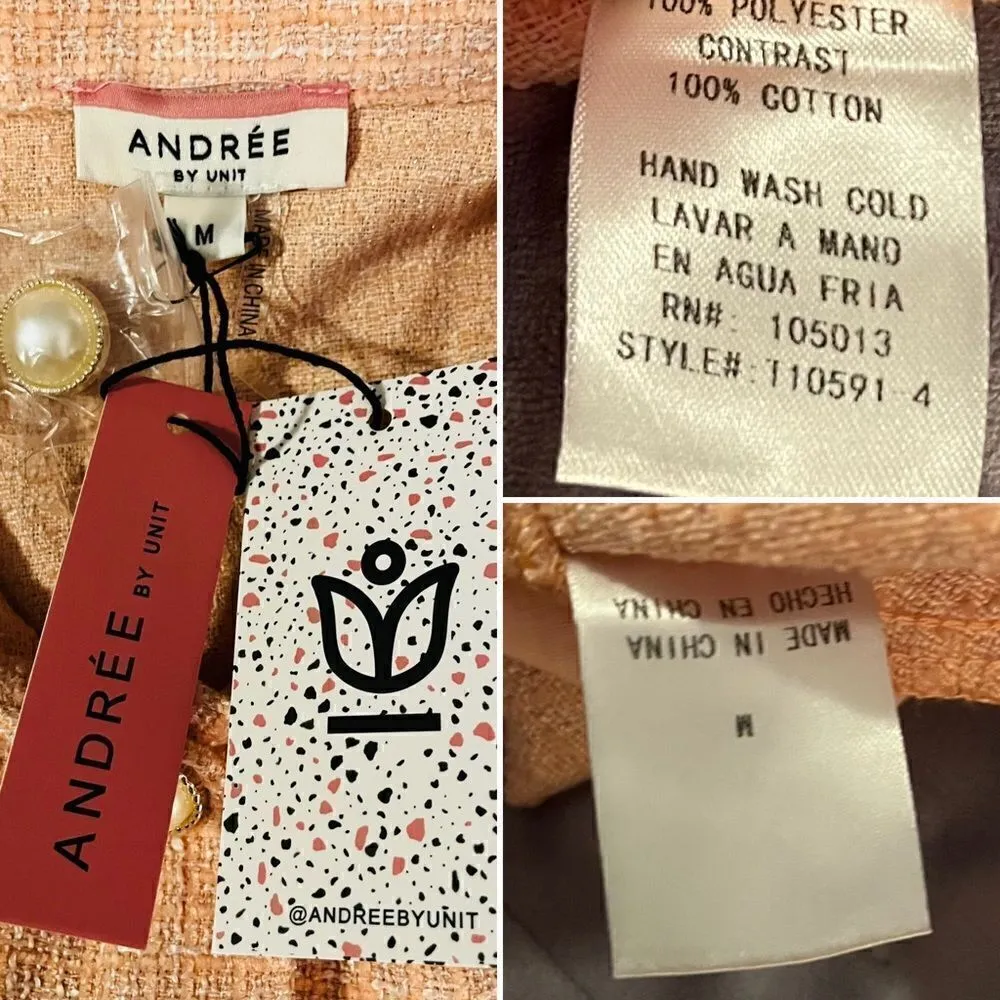 ANDRÉE
BY UNIT
M
MADE IN CHINA
ANDRÉE BY UNIT
@ANDREEBYUNIT
100% POLYESTER
CONTRAST
100% COTTON
HAND WASH COLD
LAVAR A MANO
EN AGUA FRIA
RN#: 105013
STYLE#: T10591 4
HECHO EN CHINA
MADE IN CHINA
M